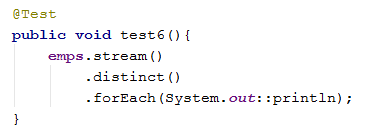 @Test
public void test6(){
    emps.stream()
        .distinct()
        .forEach(System.out::println);
}